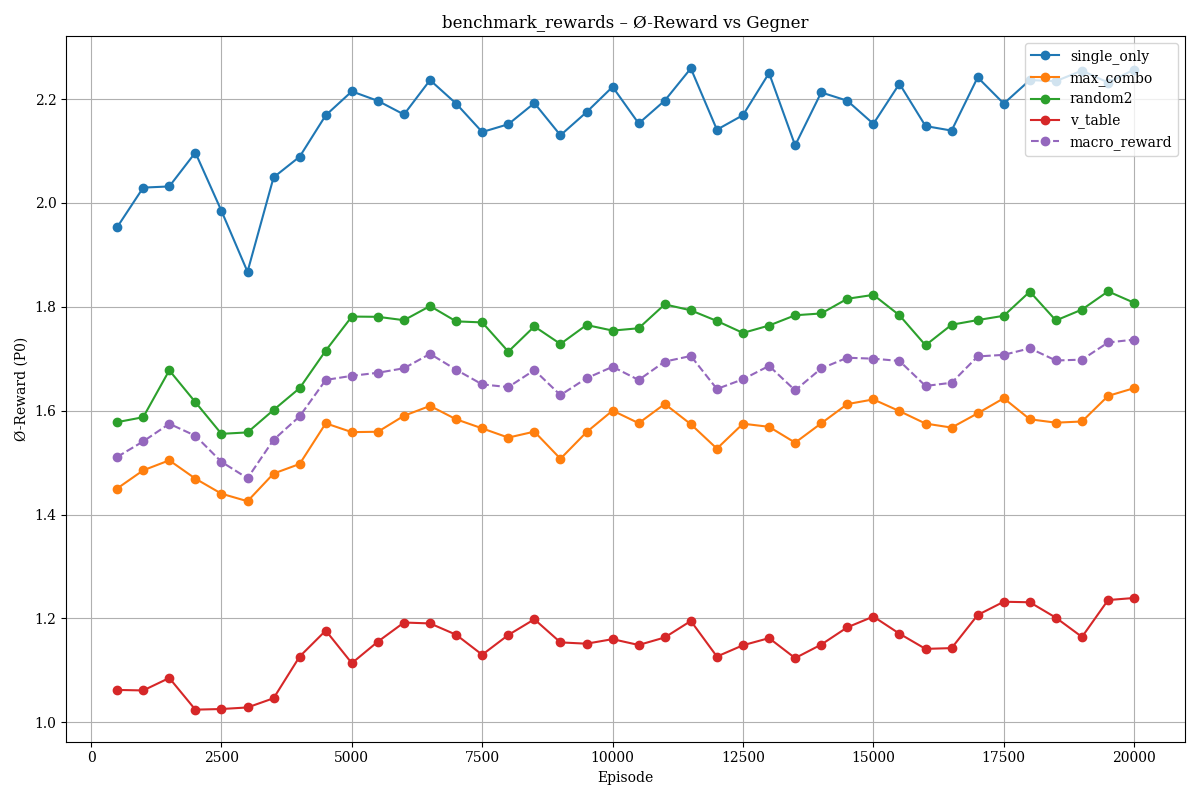 benchmark_rewards – Ø-Reward vs Gegner
single_only
max_combo
random2
v_table
macro_reward
Ø-Reward (P0)
2.2
2.0
1.8
1.6
1.4
1.2
1.0
0
2500
5000
7500
10000
12500
15000
17500
20000
Episode